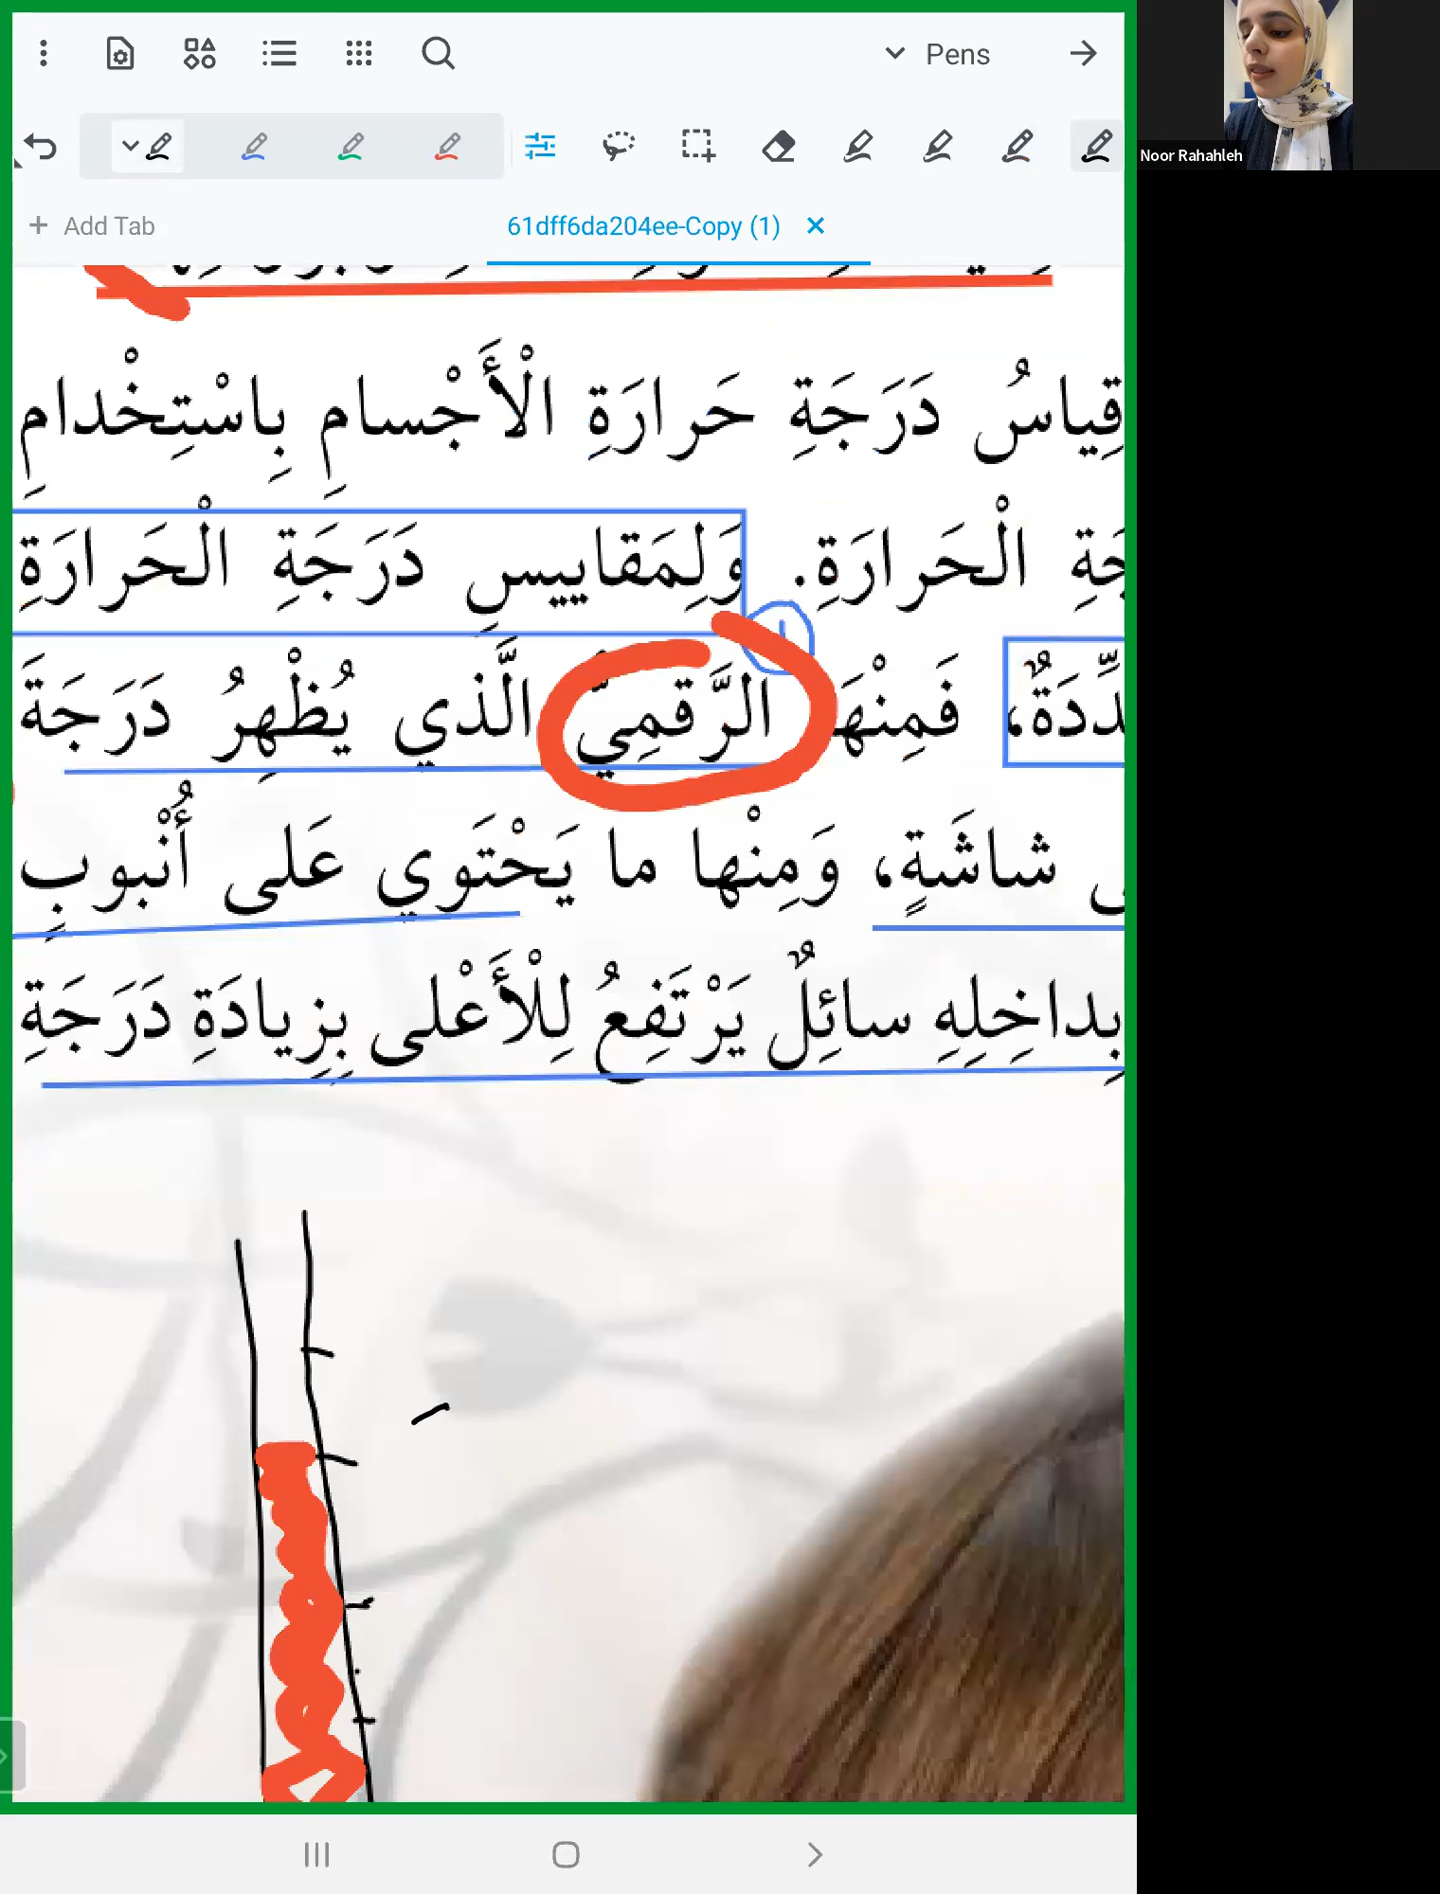 Pens
Add Tab
61dff6da204ee-Copy (1)
Noor Rahahleh
قِياسُ دَرَجَةِ حَرارَةِ الْأَجْسامِ بِاسْتِخْدامِ
الْحَرارَةِ. وَلِمَقاييسِ دَرَجَةِ الْحَرارَةِ
فَمِنْهَا الرَّقمِيُّ الَّذي يُظْهِرُ دَرَجَةَ
شاشَةٍ، وَمِنْها ما يَحْتَوي عَلى أُنْبوبٍ
بِداخِلِهِ سائِلٌ يَرْتَفِعُ لِلْأَعْلى بِزِيادَةِ دَرَجَةِ